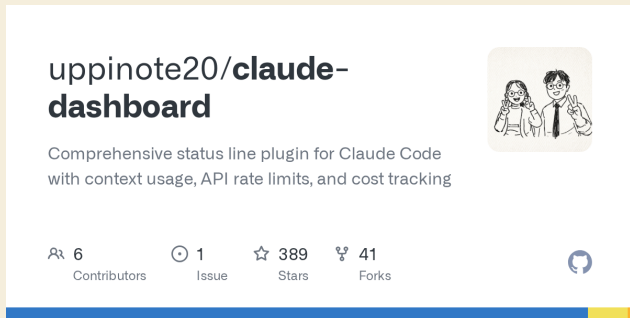 uppinote20/claude-
dashboard
Comprehensive status line plugin for Claude Code
with context usage, API rate limits, and cost tracking
6
Contributors
1
Issue
389
Stars
41
Forks